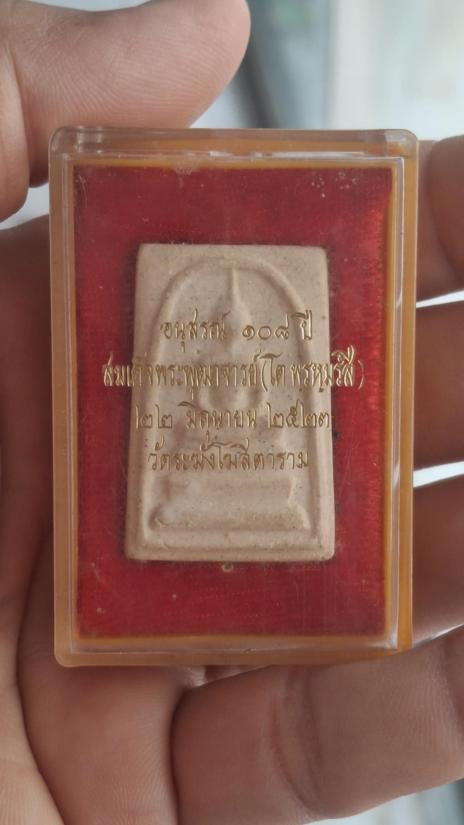 อนุสรณ์ ๑๐๘ ปี
สมเด็จพระพุฒาจารย์ (โต พรหฺมรํสี)
๒๒ มิถุนายน ๒๕๒๓
วัดระฆังโฆสิตาราม